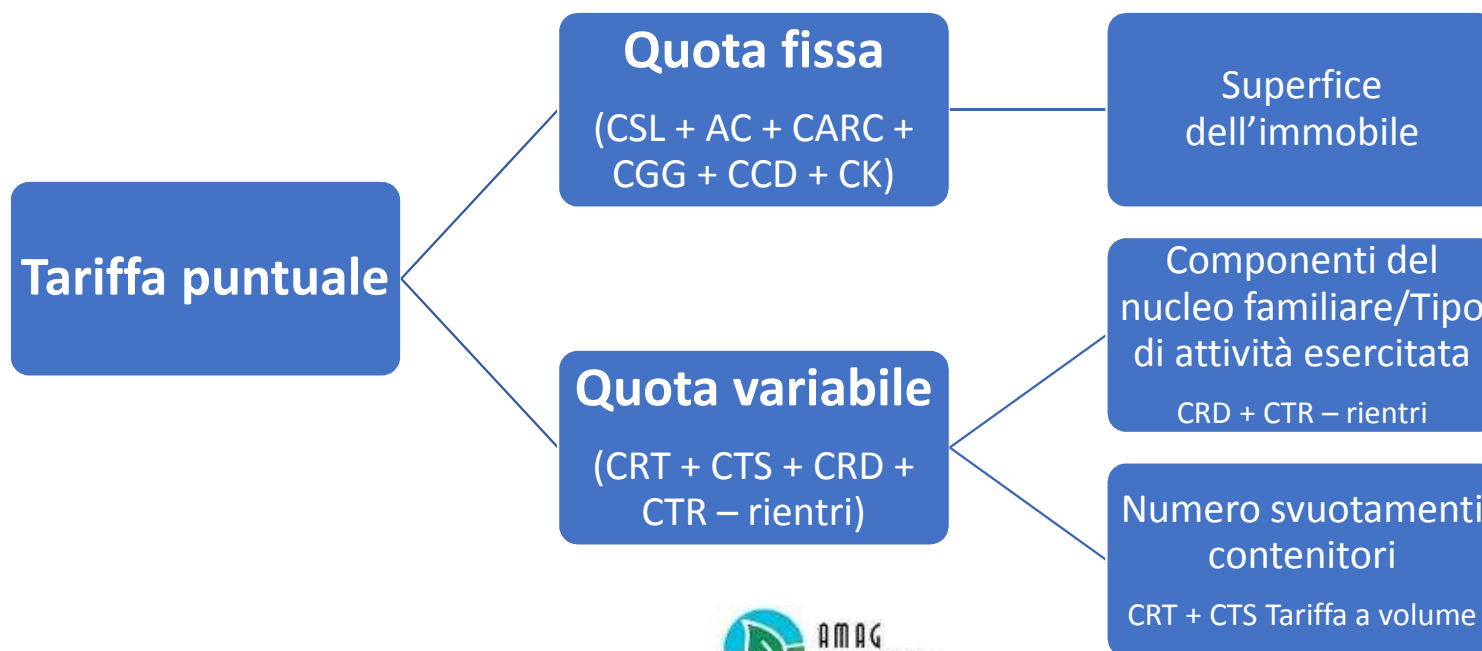 Tariffa puntuale
Quota fissa
(CSL + AC + CARC +
CGG + CCD + CK)
Superfice
dell’immobile
Quota variabile
(CRT + CTS + CRD +
CTR – rientri)
Componenti del
nucleo familiare/Tipo
di attività esercitata
CRD + CTR – rientri
Numero svuotamenti
contenitori
CRT + CTS Tariffa a volume
AMAG